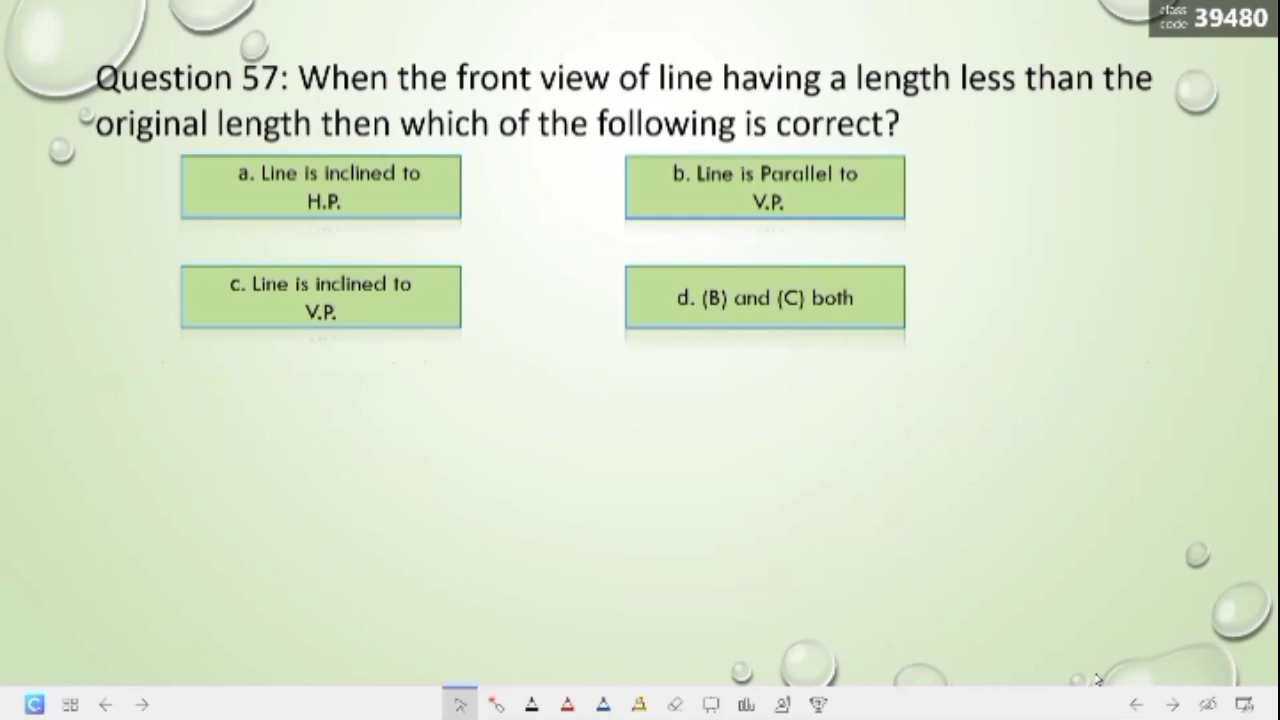 class
code 39480
Question 57: When the front view of line having a length less than the
original length then which of the following is correct?
a. Line is inclined to
H.P.
b. Line is Parallel to
V.P.
c. Line is inclined to
V.P.
d. (B) and (C) both